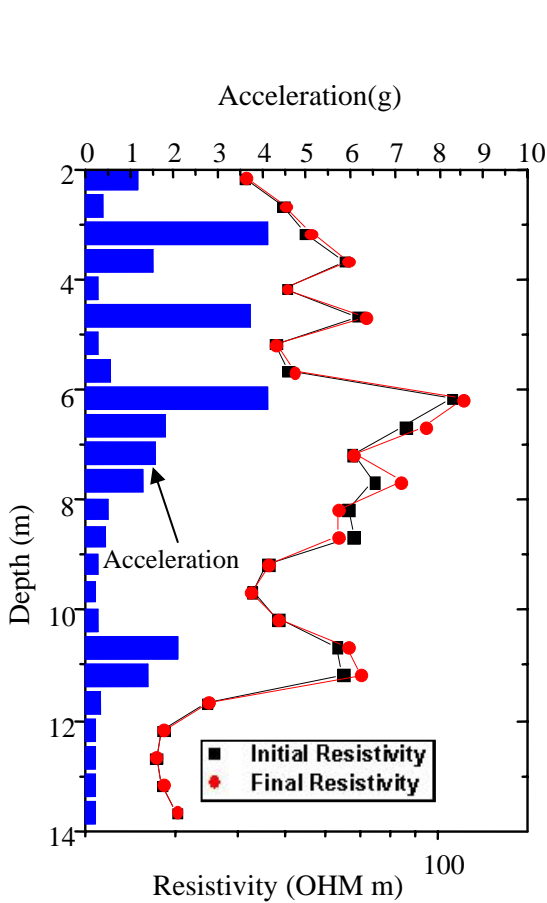 Acceleration(g)
0 1 2 3 4 5 6 7 8 9 10
2
4
6
8
10
12
14
Depth (m)
Acceleration
Initial Resistivity
Final Resistivity
100
Resistivity (OHM m)